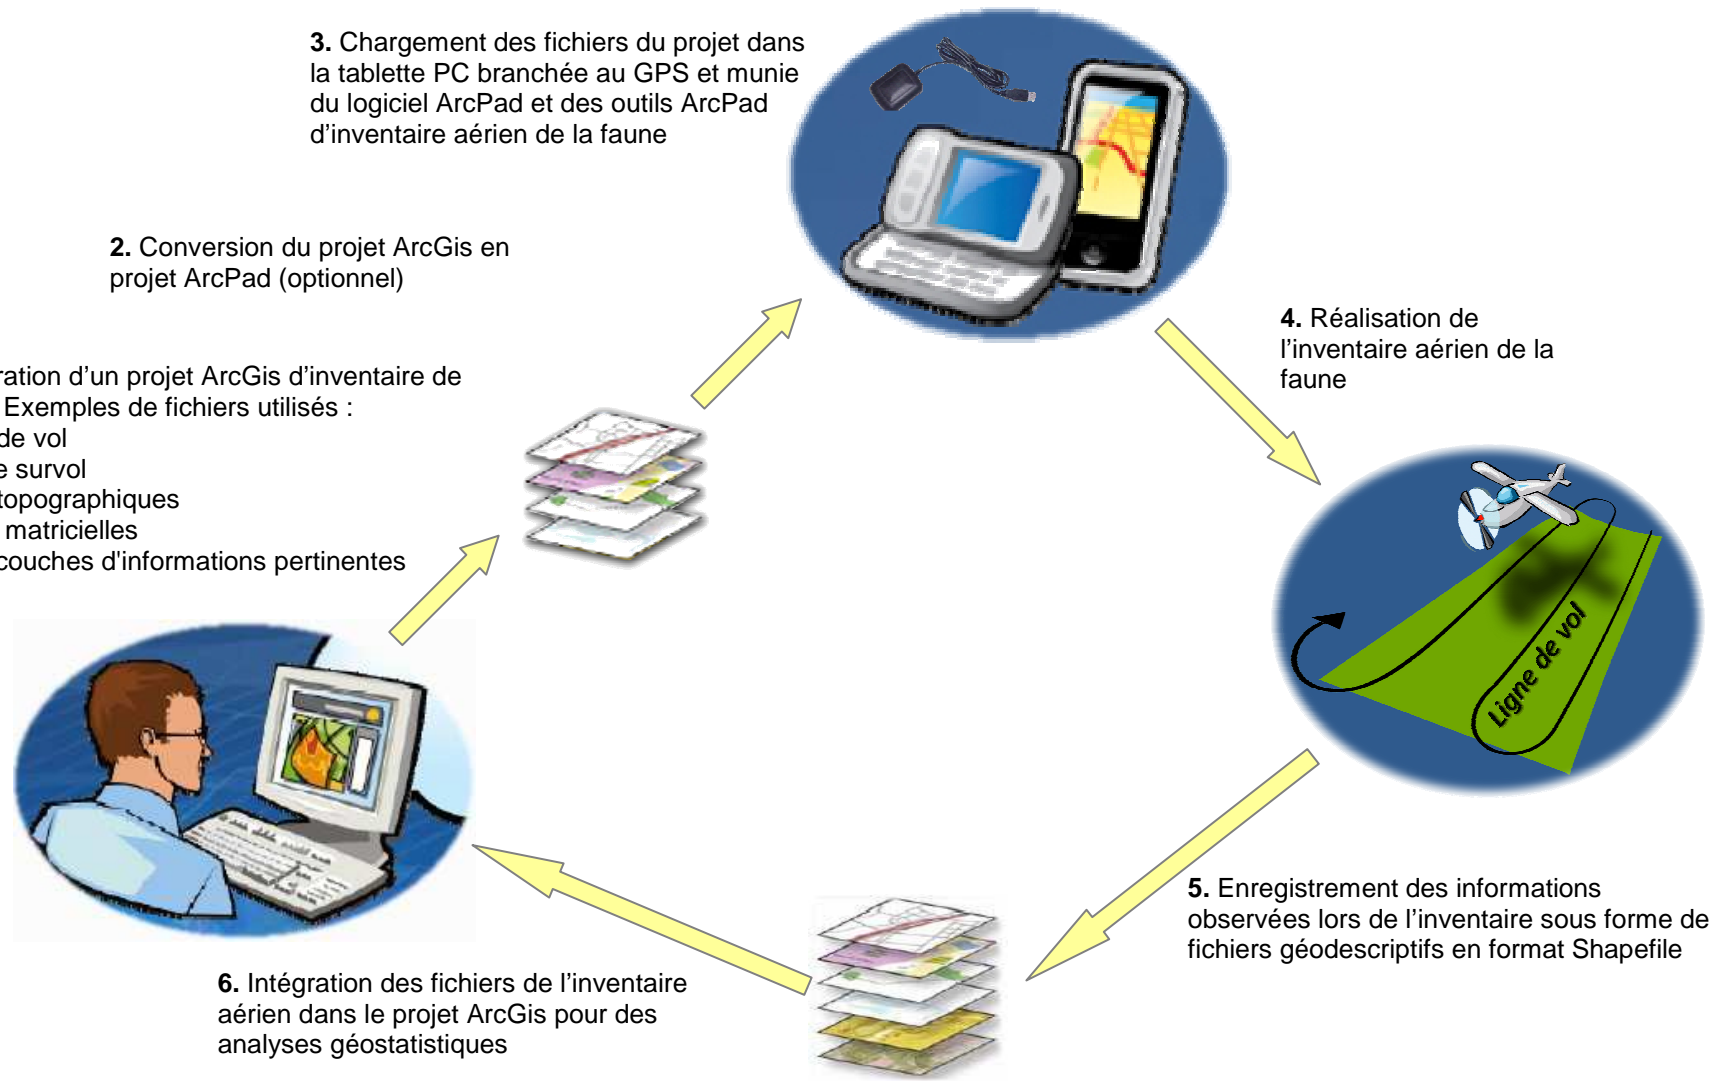 3. Chargement des fichiers du projet dans
la tablette PC branchée au GPS et munie
du logiciel ArcPad et des outils ArcPad
d’inventaire aérien de la faune
2. Conversion du projet ArcGis en
projet ArcPad (optionnel)
4. Réalisation de
l’inventaire aérien de la
faune
ration d’un projet ArcGis d’inventaire de
Exemples de fichiers utilisés :
de vol
e survol
topographiques
matricielles
couches d'informations pertinentes
Ligne de vol
5. Enregistrement des informations
observées lors de l’inventaire sous forme de
fichiers géodescriptifs en format Shapefile
6. Intégration des fichiers de l’inventaire
aérien dans le projet ArcGis pour des
analyses géostatistiques